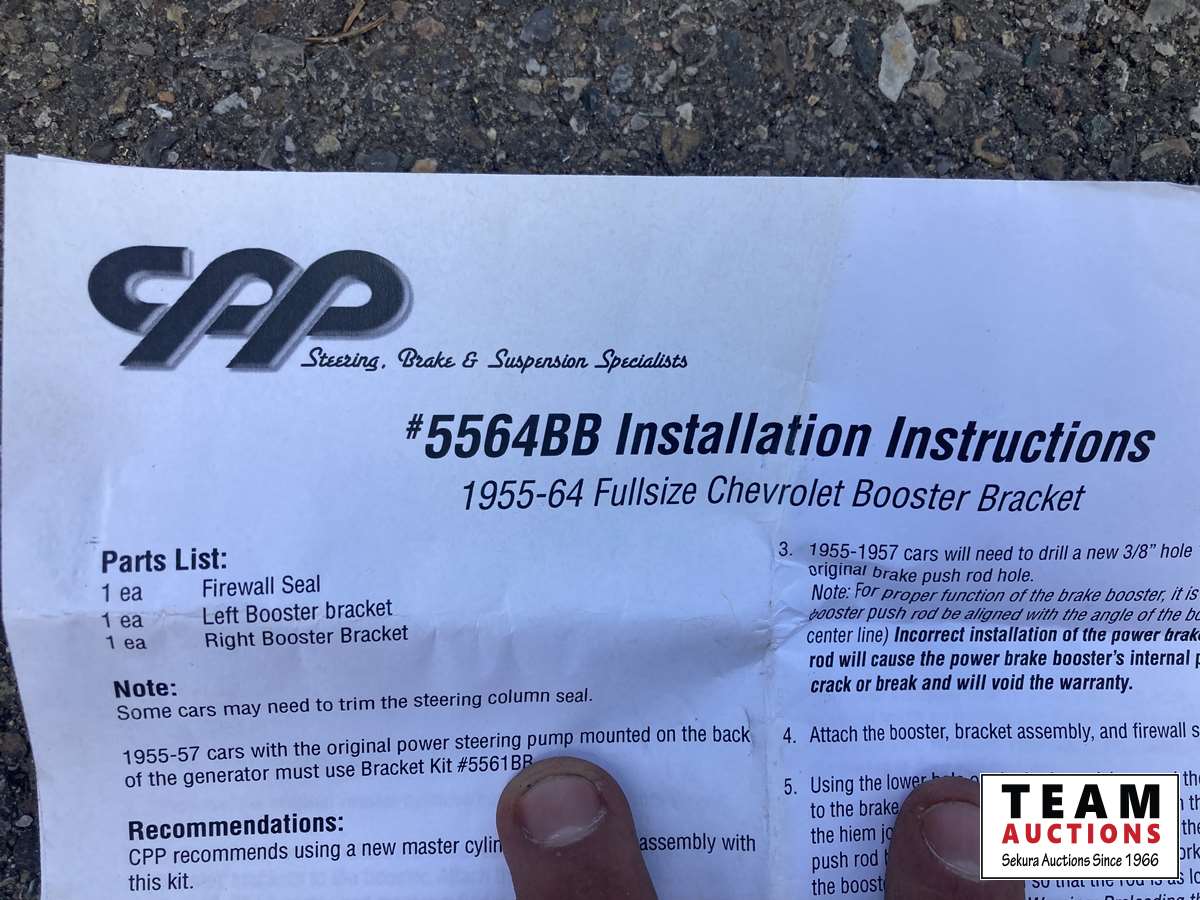 CPP
Steering, Brake & Suspension Specialists
#5564BB Installation Instructions
1955-64 Fullsize Chevrolet Booster Bracket
Parts List:
1 ea Firewall Seal
1 ea Left Booster bracket
1 ea Right Booster Bracket
Note:
Some cars may need to trim the steering column seal.
1955-57 cars with the original power steering pump mounted on the back
of the generator must use Bracket Kit #5561BB
Recommendations:
CPP recommends using a new master assembly with
this kit.
3. 1955-1957 cars will need to drill a new 3/8" hole
original brake push rod hole.
Note: For proper function of the brake booster, it is
booster push rod be aligned with the angle of the
center line) Incorrect installation of the power
rod will cause the power brake booster's internal
crack or break and will void the warranty.
4. Attach the booster, bracket assembly, and firewall
5. Using the lower
to the brake
the hiem
push rod
the
so that the rod is as
TEAM
AUCTIONS
Sekura Auctions Since 1966